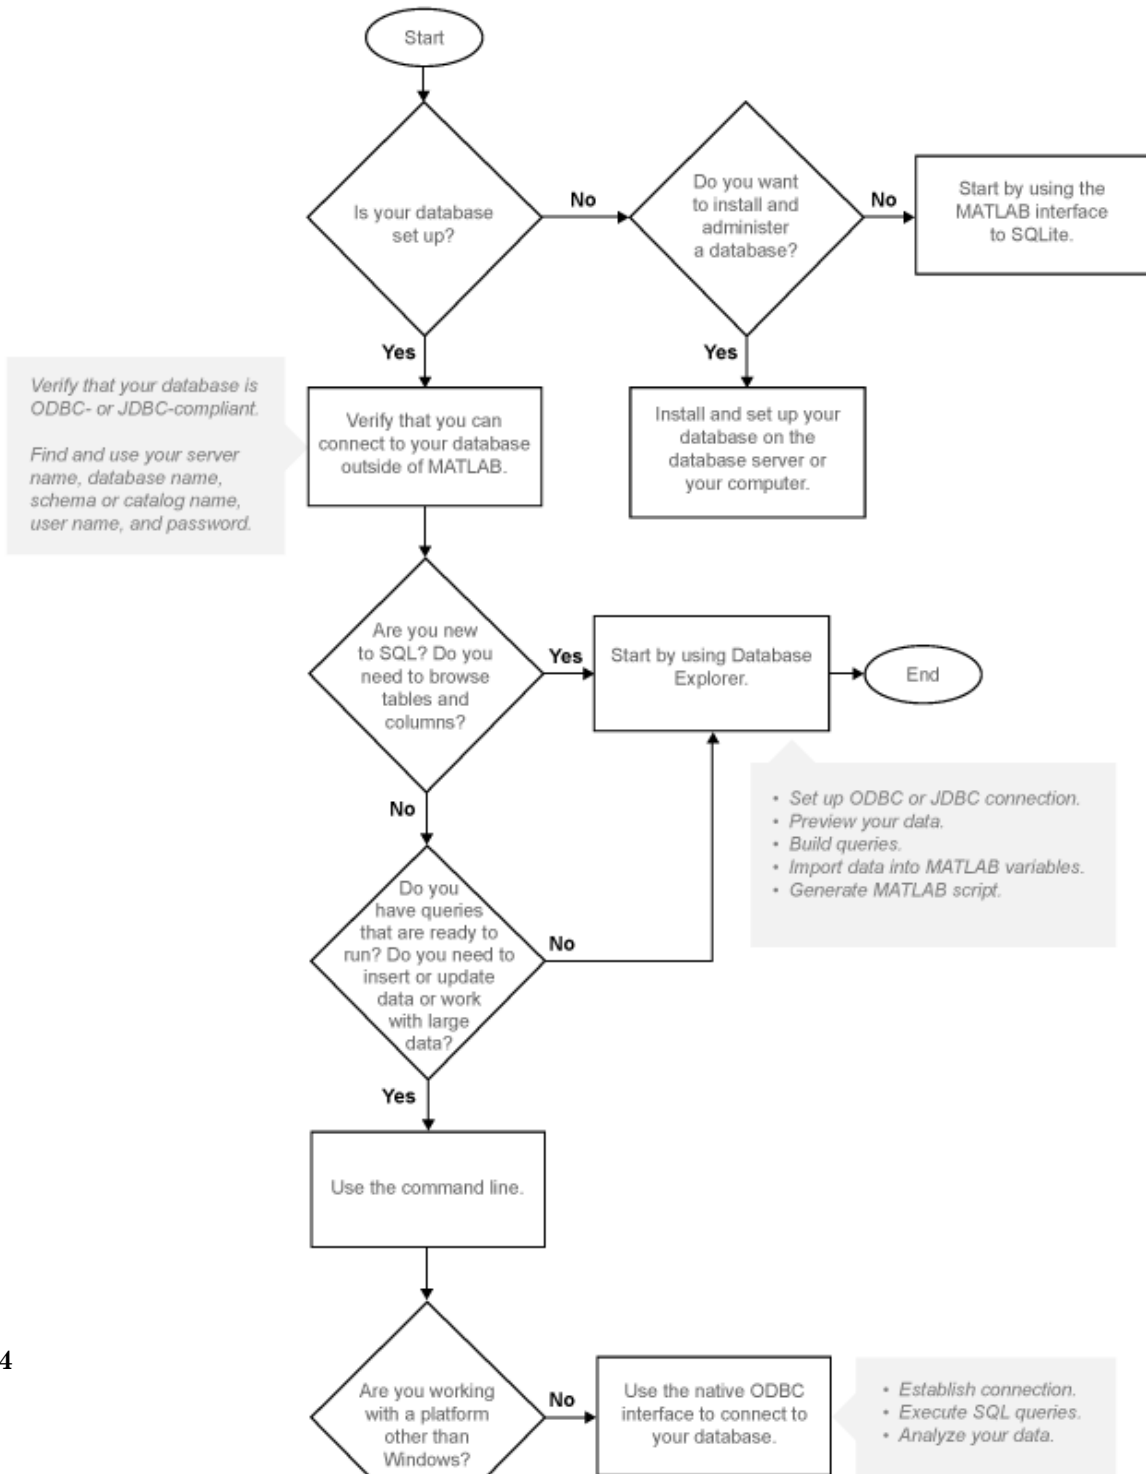 Start
Is your database
set up?
No
Do you want
to install and
administer
a database?
No
Start by using the
MATLAB interface
to SQLite.
Yes
Yes
Verify that your database is
ODBC- or JDBC-compliant.
Find and use your server
name, database name,
schema or catalog name,
user name, and password.
Verify that you can
connect to your database
outside of MATLAB.
Install and set up your
database on the
database server or
your computer.
Are you new
to SQL? Do you
need to browse
tables and
columns?
Yes
Start by using Database
Explorer.
End
No
• Set up ODBC or JDBC connection.
• Preview your data.
• Build queries.
• Import data into MATLAB variables.
• Generate MATLAB script.
Do you
have queries
that are ready to
run? Do you need to
insert or update
data or work
with large
data?
No
Yes
Use the command line.
4
Are you working
with a platform
other than
Windows?
No
Use the native ODBC
interface to connect to
your database.
• Establish connection.
• Execute SQL queries.
• Analyze your data.